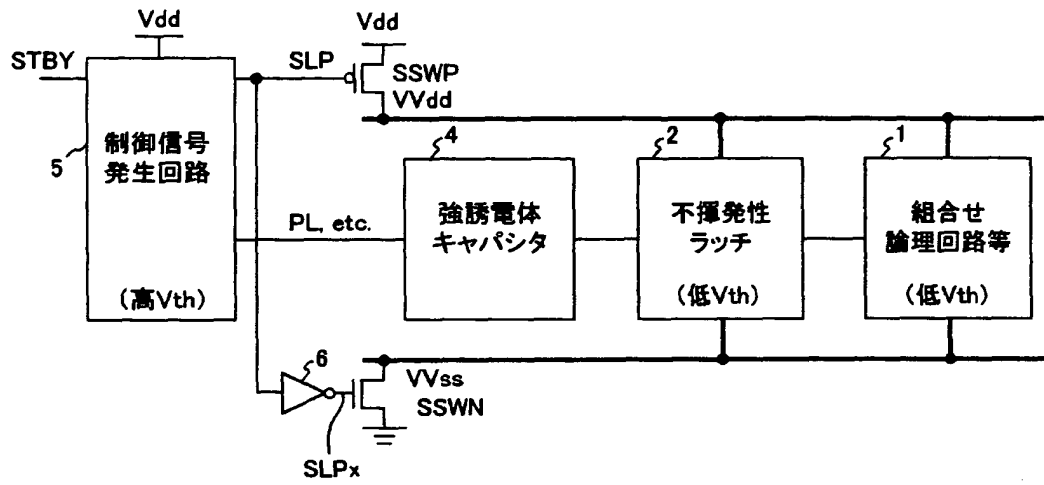 Vdd
Vdd
STBY
SLP
SSWP
VVdd
5
制御信号
発生回路
4
2
1
強誘電体
キャパシタ
不揮発性
ラッチ
組合せ
論理回路等
PL, etc.
(高Vth)
(低Vth)
(低Vth)
6
VVss
SSWN
SLPx